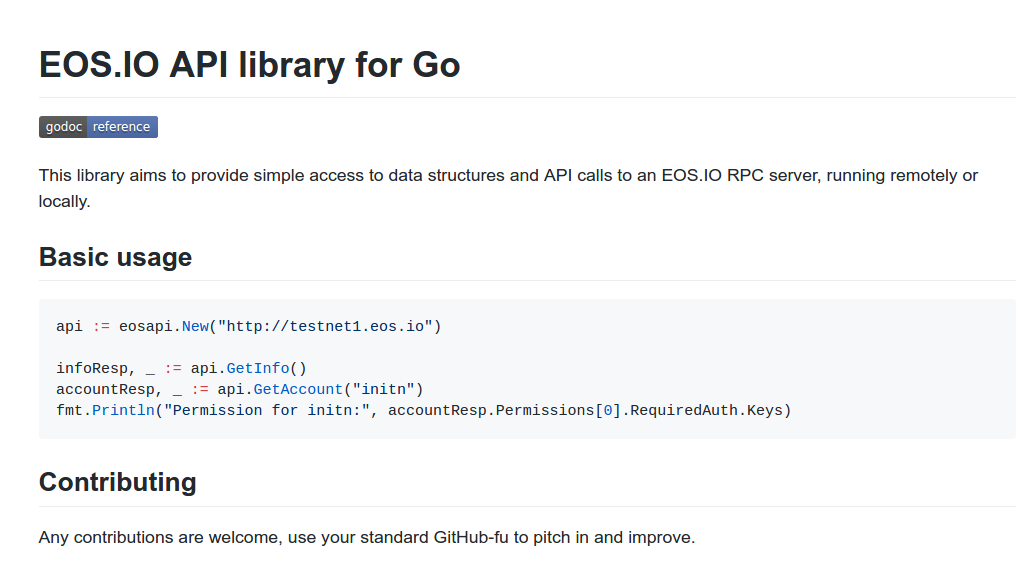 EOS.IO API library for Go
godoc reference
This library aims to provide simple access to data structures and API calls to an EOS.IO RPC server, running remotely or
locally.
Basic usage
api := eosapi.New("http://testnet1.eos.io")
infoResp, _ := api.GetInfo()
accountResp, _ := api.GetAccount("initn")
fmt.Println("Permission for initn:", accountResp.Permissions[0].RequiredAuth.Keys)
Contributing
Any contributions are welcome, use your standard GitHub-fu to pitch in and improve.